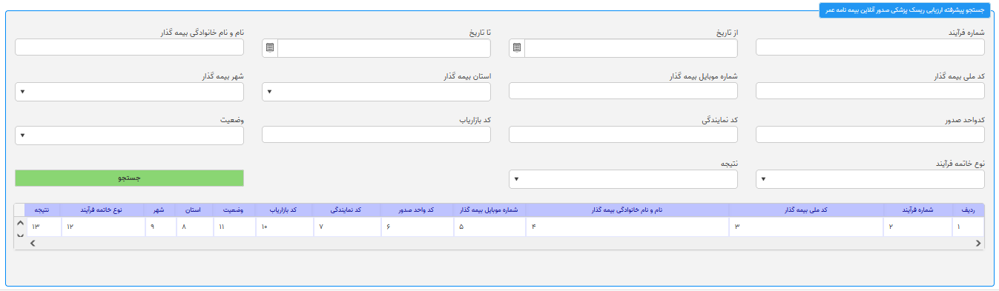 جستجو پیشرفته ارزیابی ریسک پزشکی صدور آنلاین بیمه نامه عمر
شماره فرآیند از تاریخ تا تاریخ نام و نام خانوادگی بیمه گذار
کد ملی بیمه گذار شماره موبایل بیمه گذار استان بیمه گذار شهر بیمه گذار
کدواحد صدور کد نمایندگی کد بازاریاب وضعیت
نوع خاتمه فرآیند نتیجه
جستجو
ردیف شماره فرآیند کد ملی بیمه گذار نام و نام خانوادگی بیمه گذار شماره موبایل بیمه گذار کد واحد صدور کد نمایندگی کد بازاریاب وضعیت استان شهر نوع خاتمه فرآیند نتیجه
۱ ۲ ۳ ۴ ۵ ۶ ۷ ۱۰ ۱۱ ۸ ۹ ۱۲ ۱۳